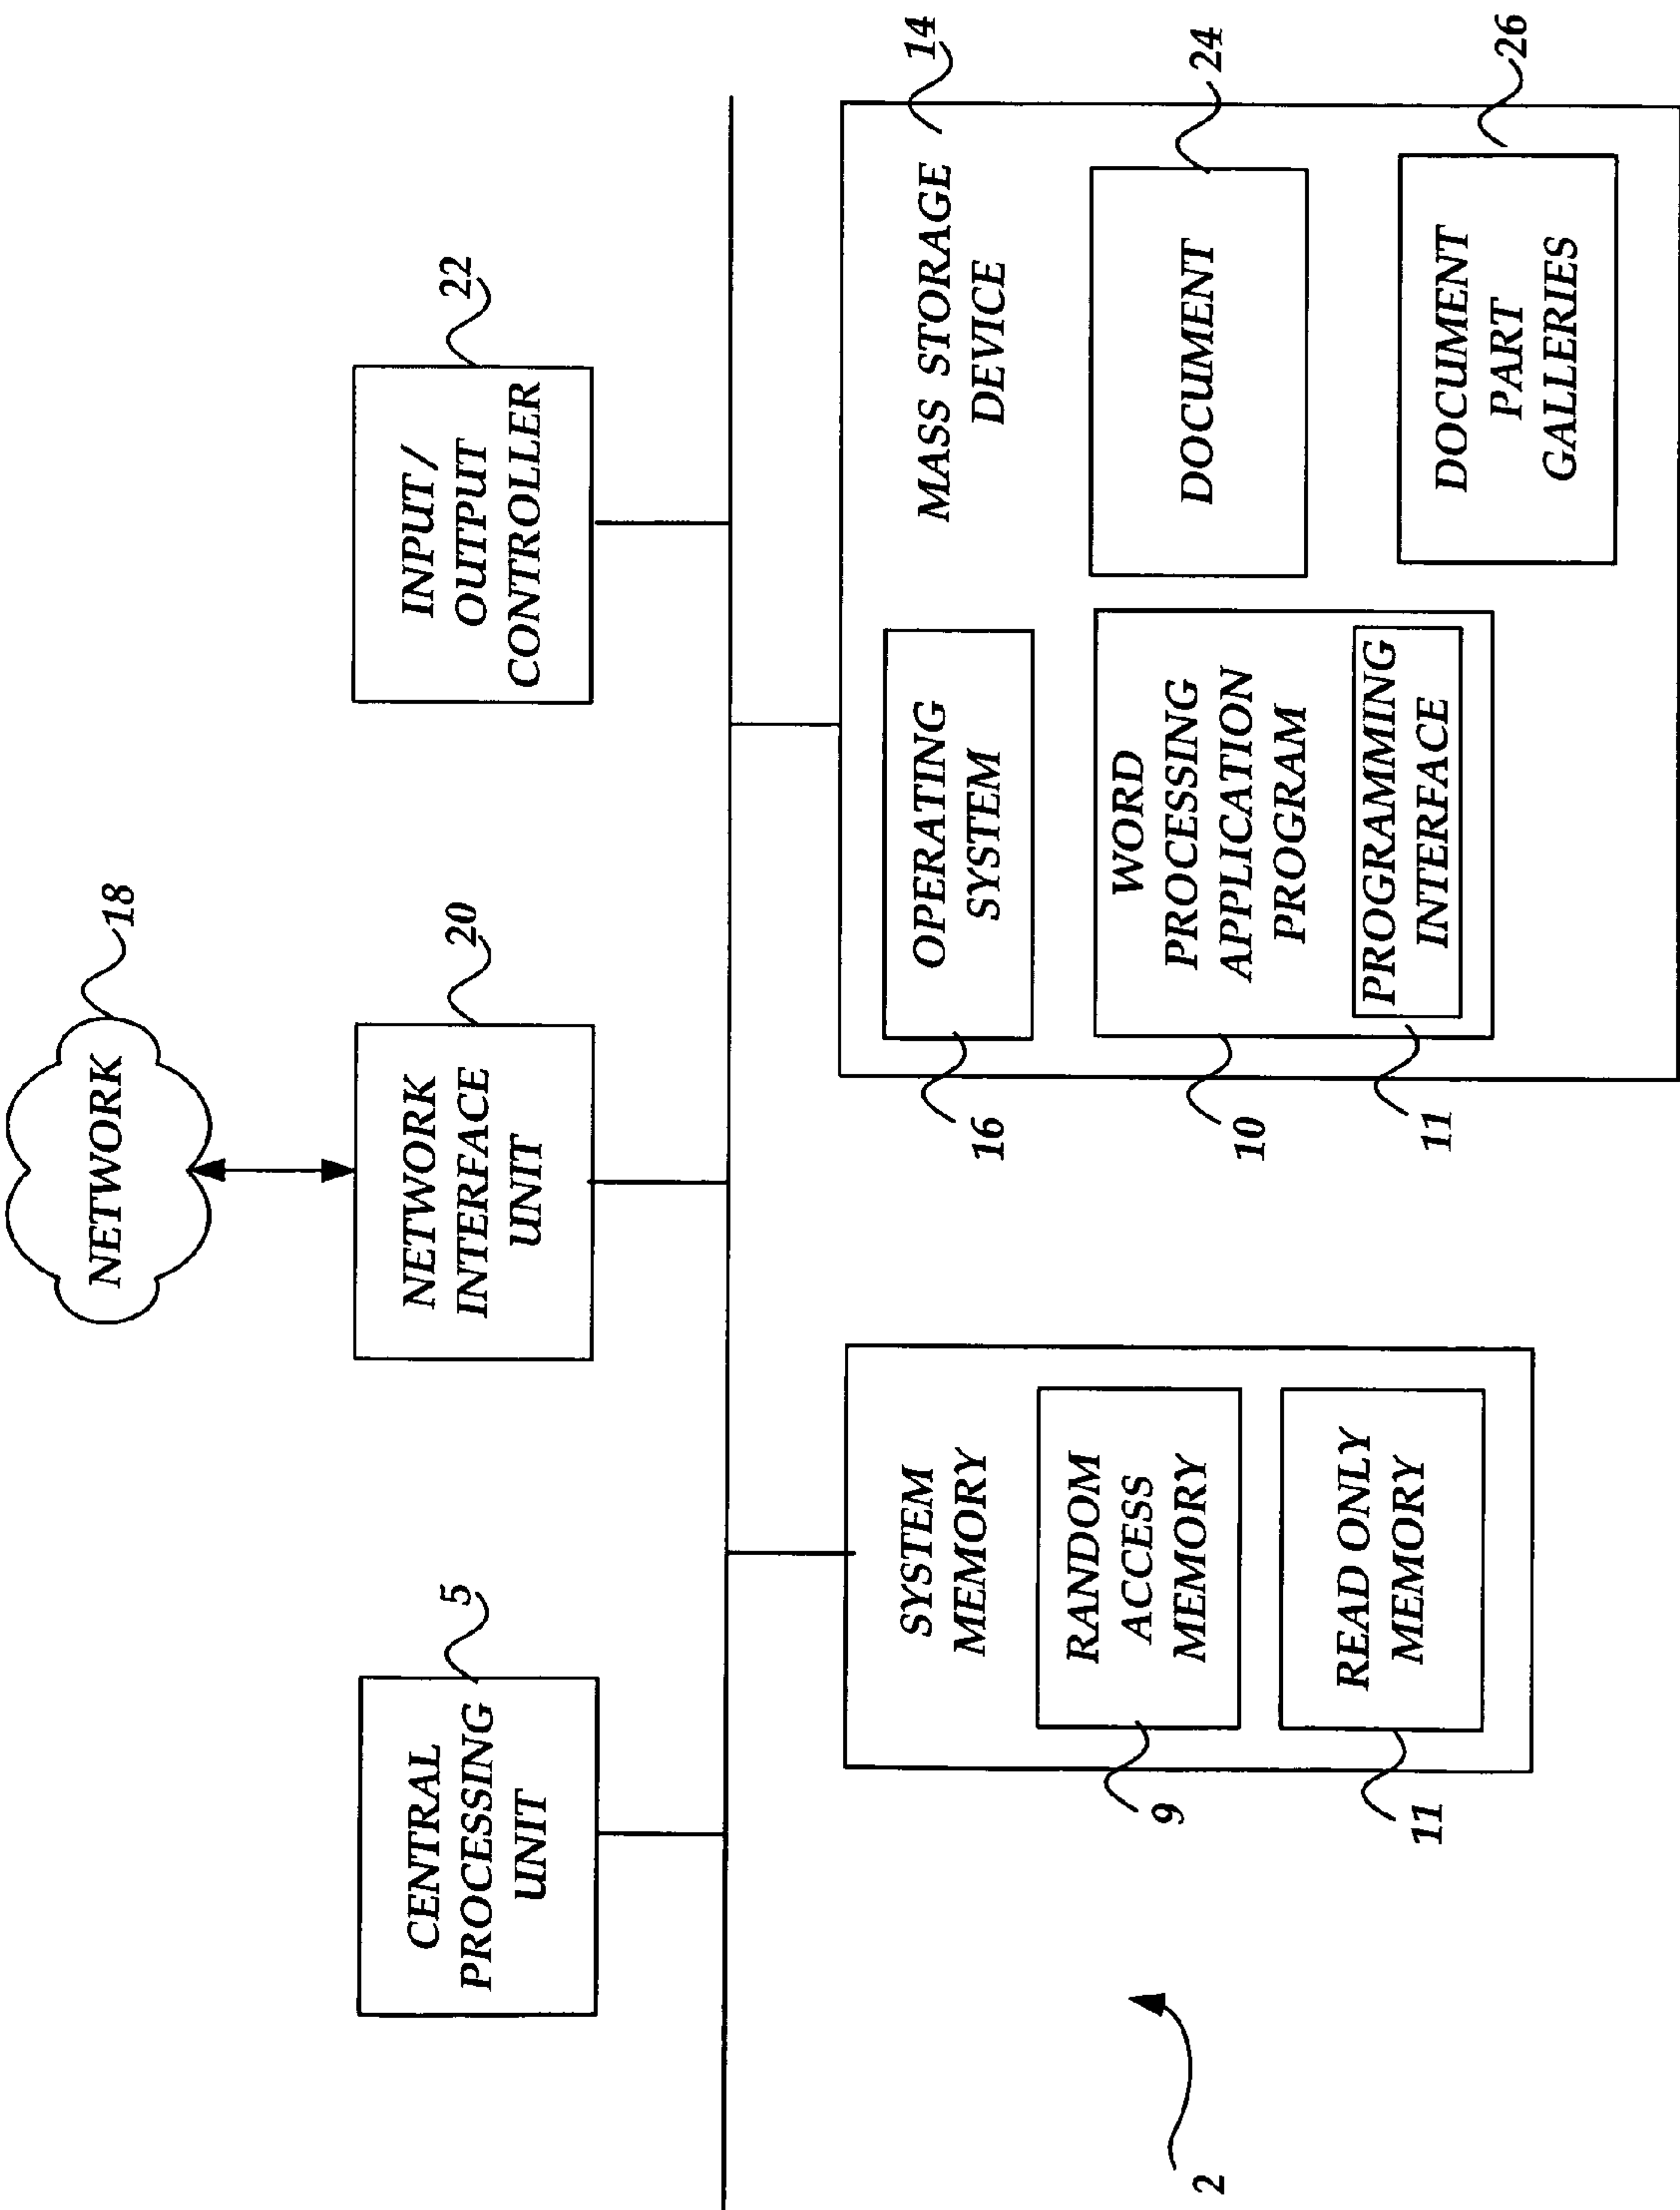 NETWORK
18
CENTRAL
PROCESSING
UNIT
5
NETWORK
INTERFACE
UNIT
20
INPUT /
OUTPUT
CONTROLLER
22
SYSTEM
MEMORY
RANDOM
ACCESS
MEMORY
9
READ ONLY
MEMORY
11
MASS STORAGE
DEVICE
14
OPERATING
SYSTEM
16
WORD
PROCESSING
APPLICATION
PROGRAM
10
PROGRAMMING
INTERFACE
11
DOCUMENT
24
DOCUMENT
PART
GALLERIES
26
2